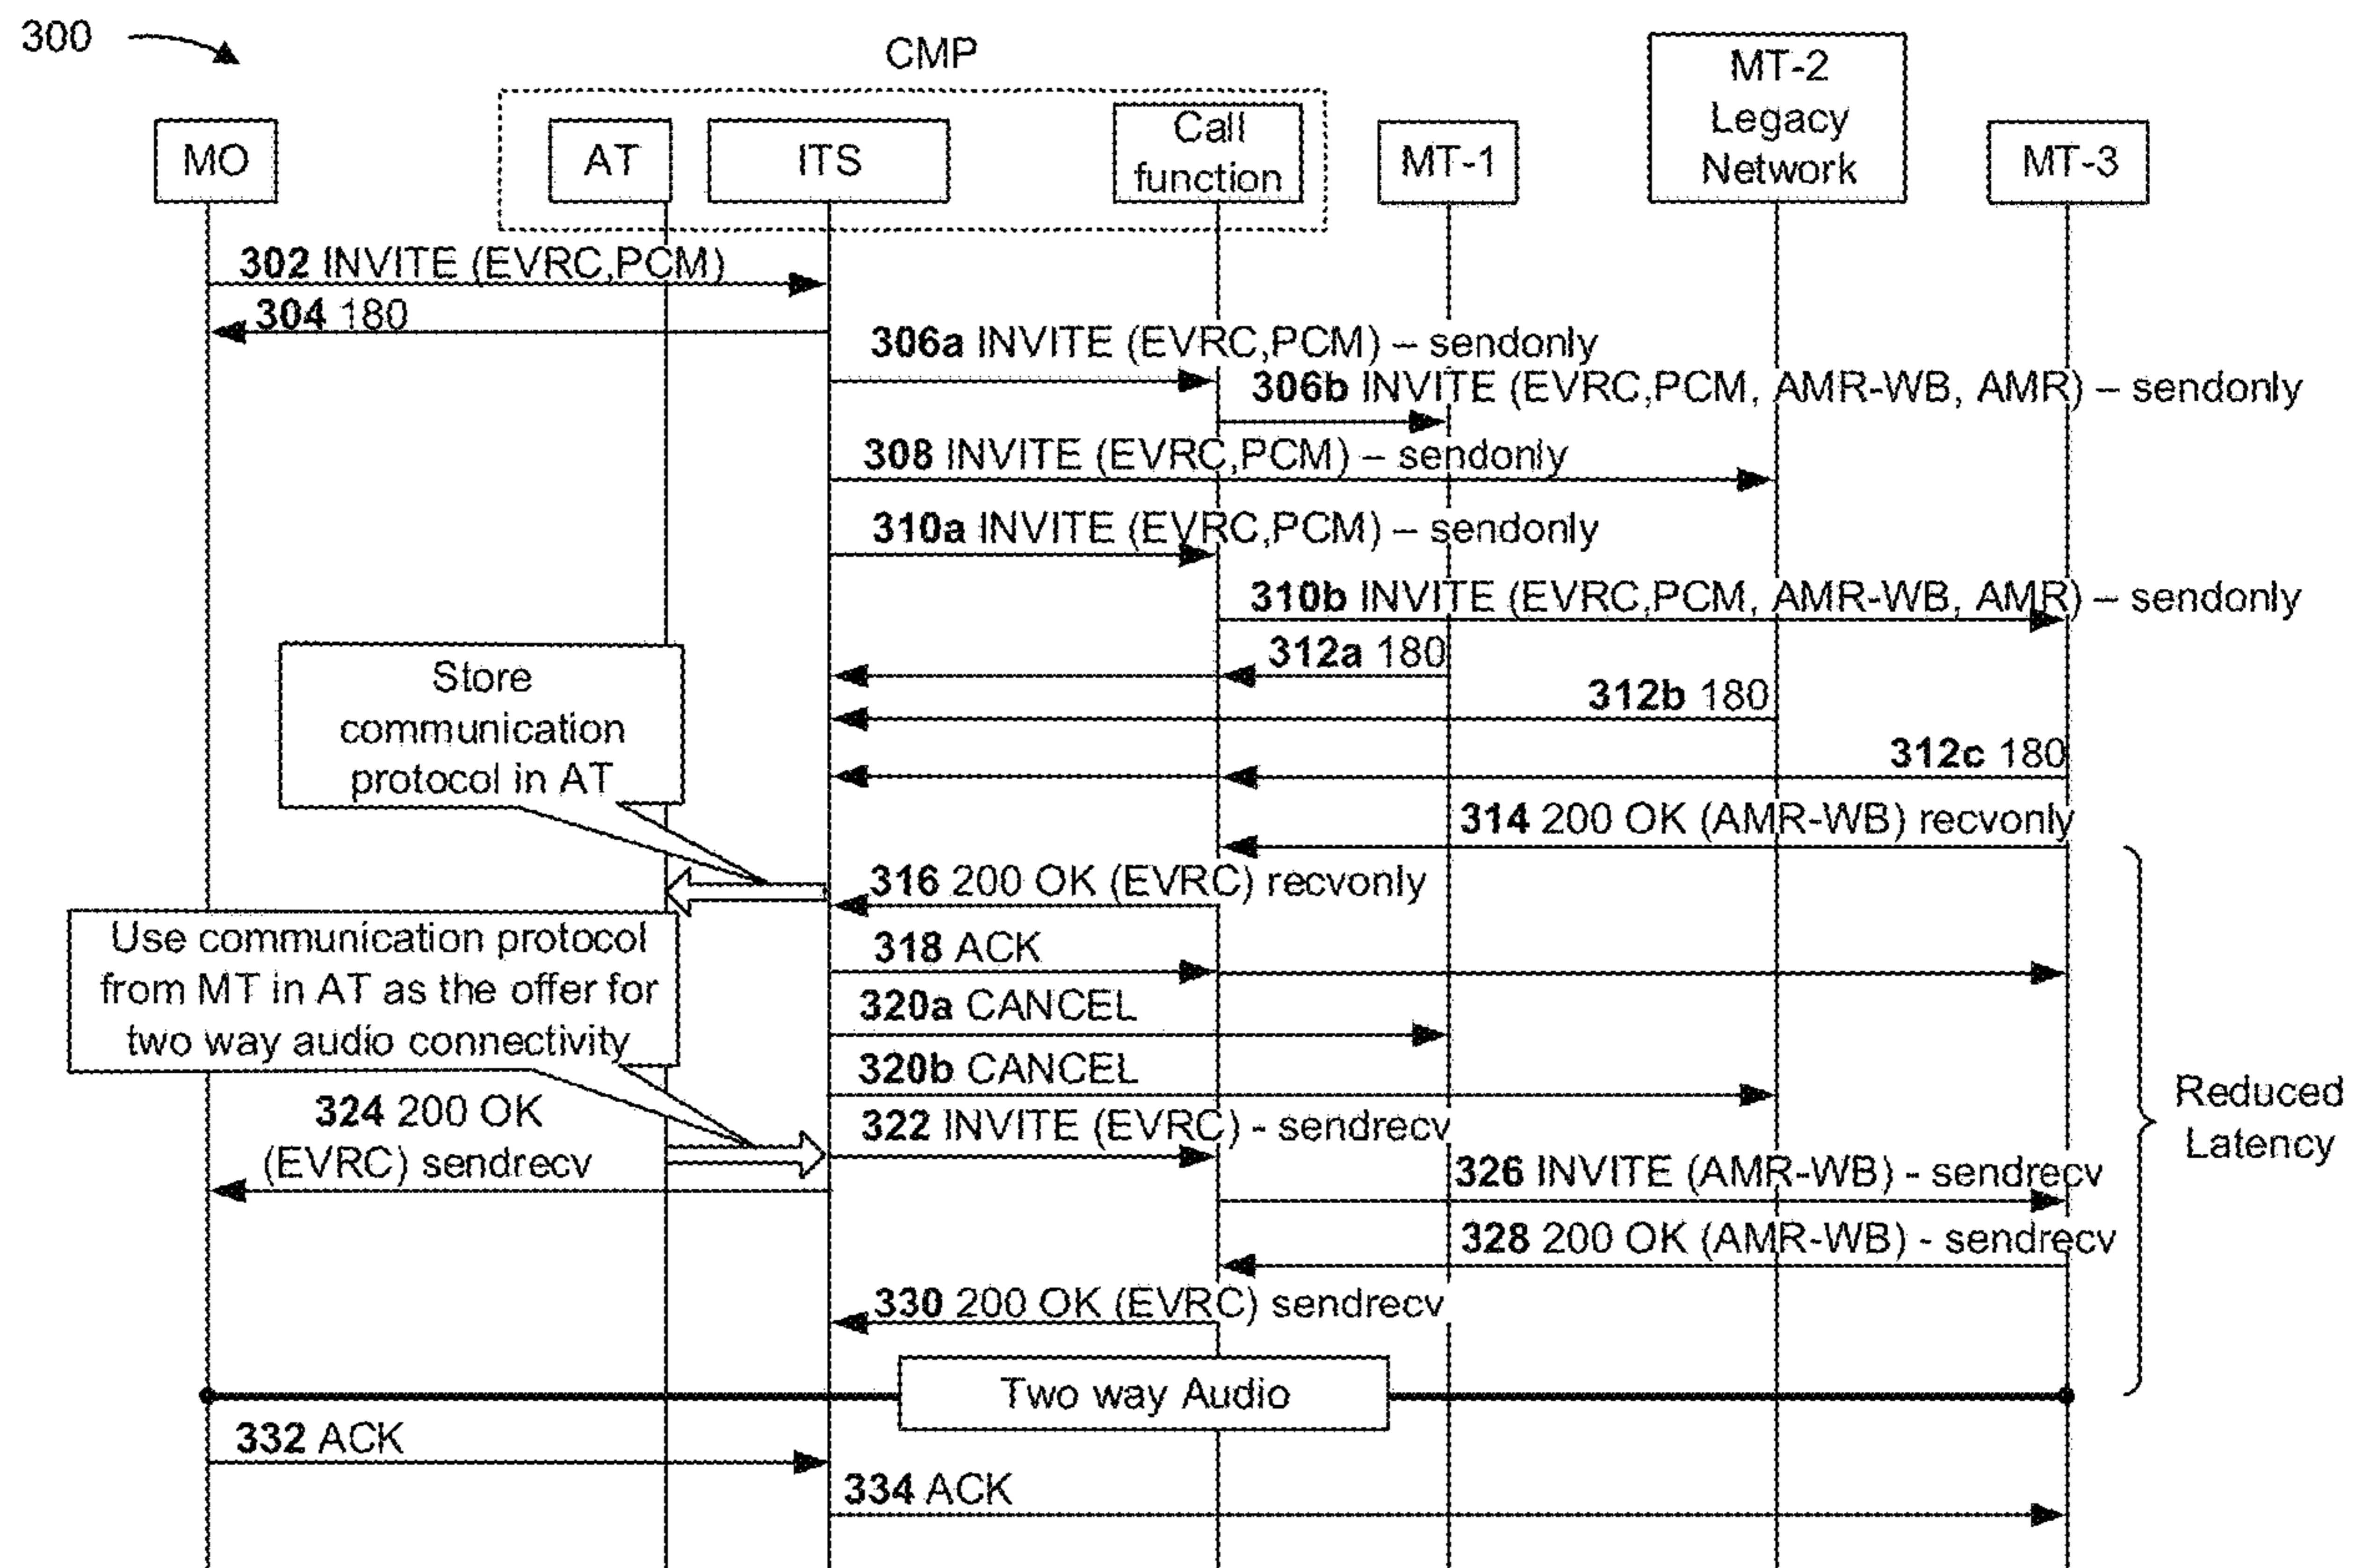 300
CMP
MO
AT
ITS
Call
function
MT-1
MT-2
Legacy
Network
MT-3
302 INVITE (EVRC,PCM)
304 180
306a INVITE (EVRC,PCM) – sendonly
306b INVITE (EVRC,PCM, AMR-WB, AMR) – sendonly
308 INVITE (EVRC,PCM) – sendonly
310a INVITE (EVRC,PCM) – sendonly
310b INVITE (EVRC,PCM, AMR-WB, AMR) – sendonly
312a 180
312b 180
312c 180
Store
communication
protocol in AT
314 200 OK (AMR-WB) recvonly
316 200 OK (EVRC) recvonly
Use communication protocol
from MT in AT as the offer for
two way audio connectivity
318 ACK
320a CANCEL
320b CANCEL
322 INVITE (EVRC) - sendrecv
324 200 OK
(EVRC) sendrecv
326 INVITE (AMR-WB) - sendrecv
328 200 OK (AMR-WB) - sendrecv
330 200 OK (EVRC) sendrecv
Reduced
Latency
Two way Audio
332 ACK
334 ACK